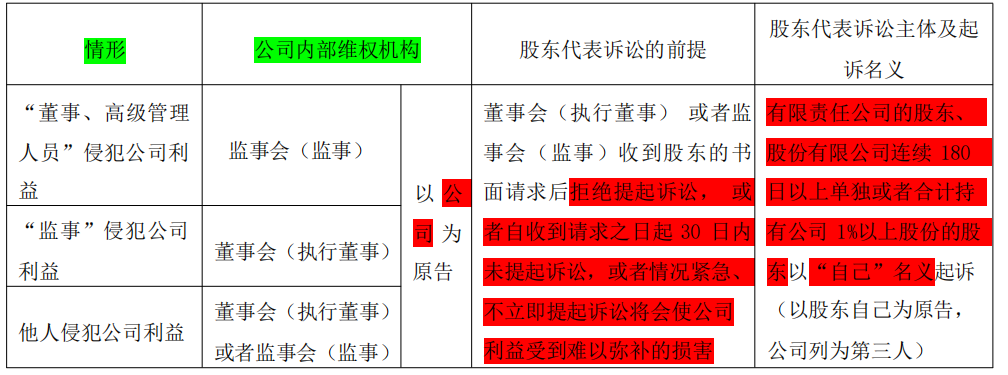 情形
公司内部维权机构
股东代表诉讼的前提
股东代表诉讼主体及起
诉名义
“董事、高级管理
人员”侵犯公司利
益
监事会（监事）
“监事”侵犯公司
利益
董事会（执行董事）
他人侵犯公司利益
董事会（执行董事）
或者监事会（监事）
以 公
司 为
原告
董事会（执行董事） 或者监
事会（监事）收到股东的书
面请求后拒绝提起诉讼， 或
者自收到请求之日起 30 日内
未提起诉讼，或者情况紧急、
不立即提起诉讼将会使公司
利益受到难以弥补的损害
有限责任公司的股东、
股份有限公司连续 180
日以上单独或者合计持
有公司 1%以上股份的股
东以“自己”名义起诉
（以股东自己为原告，
公司列为第三人）